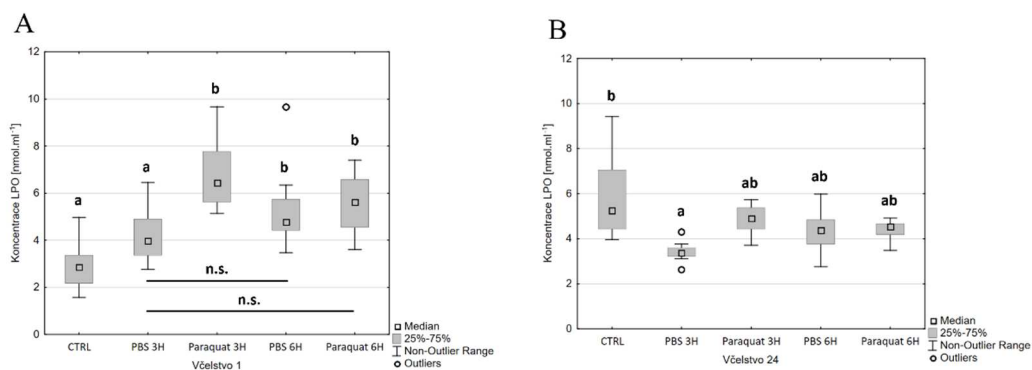 A
Koncentrace LPO [nmol.ml⁻¹]
12
10
8
6
4
2
0
a
a
b
b
b
n.s.
n.s.
CTRL
PBS 3H
Paraquat 3H
PBS 6H
Paraquat 6H
Včelstvo 1
Median
25%-75%
Non-Outlier Range
Outliers
B
Koncentrace LPO [nmol.ml⁻¹]
12
10
8
6
4
2
0
b
a
ab
ab
ab
CTRL
PBS 3H
Paraquat 3H
PBS 6H
Paraquat 6H
Včelstvo 24
Median
25%-75%
Non-Outlier Range
Outliers